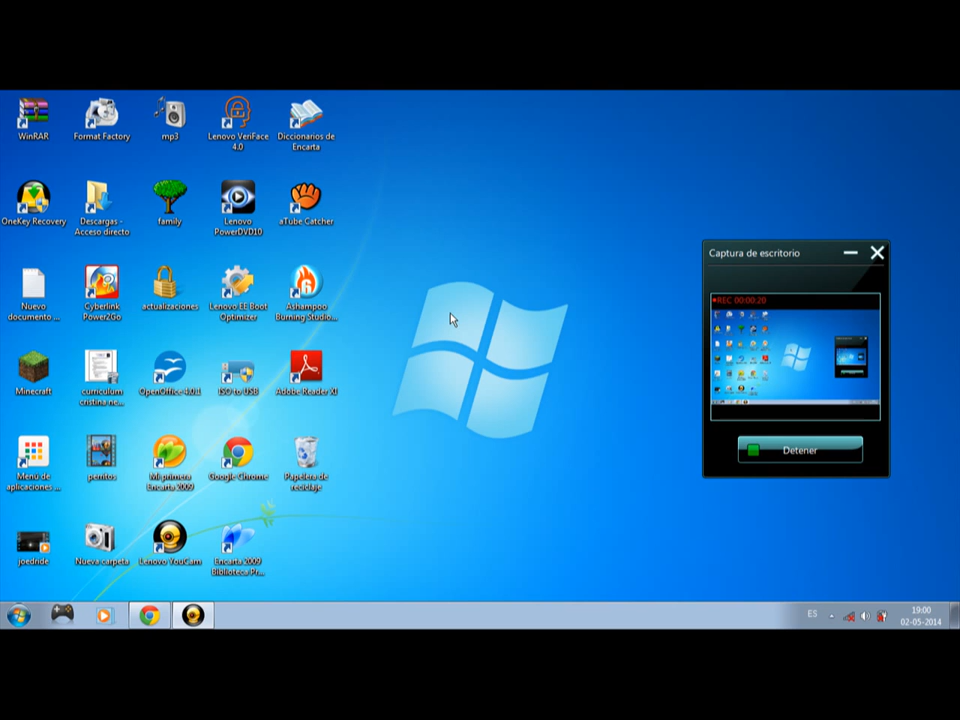 WinRAR
Format Factory
mp3
Lenovo VeriFace
4.0
Diccionarios de
Encarta
OneKey Recovery
Descargas -
Acceso directo
family
Lenovo
PowerDVD10
aTube Catcher
Nuevo
documento ...
Cyberlink
Power2Go
actualizaciones
Lenovo EE Boot
Optimizer
Ashampoo
Burning Studio...
Minecraft
curriculum
cristina ne...
OpenOffice 4.0.1
ISO to USB
Adobe Reader XI
Menú de
aplicaciones ...
perritos
Mi primera
Encarta 2009
Google Chrome
Papelera de
reciclaje
joedride
Nueva carpeta
Lenovo YouCam
Encarta 2009
Biblioteca Pr...
Captura de escritorio
REC 00:00:20
Detener
ES
19:00
02-05-2014